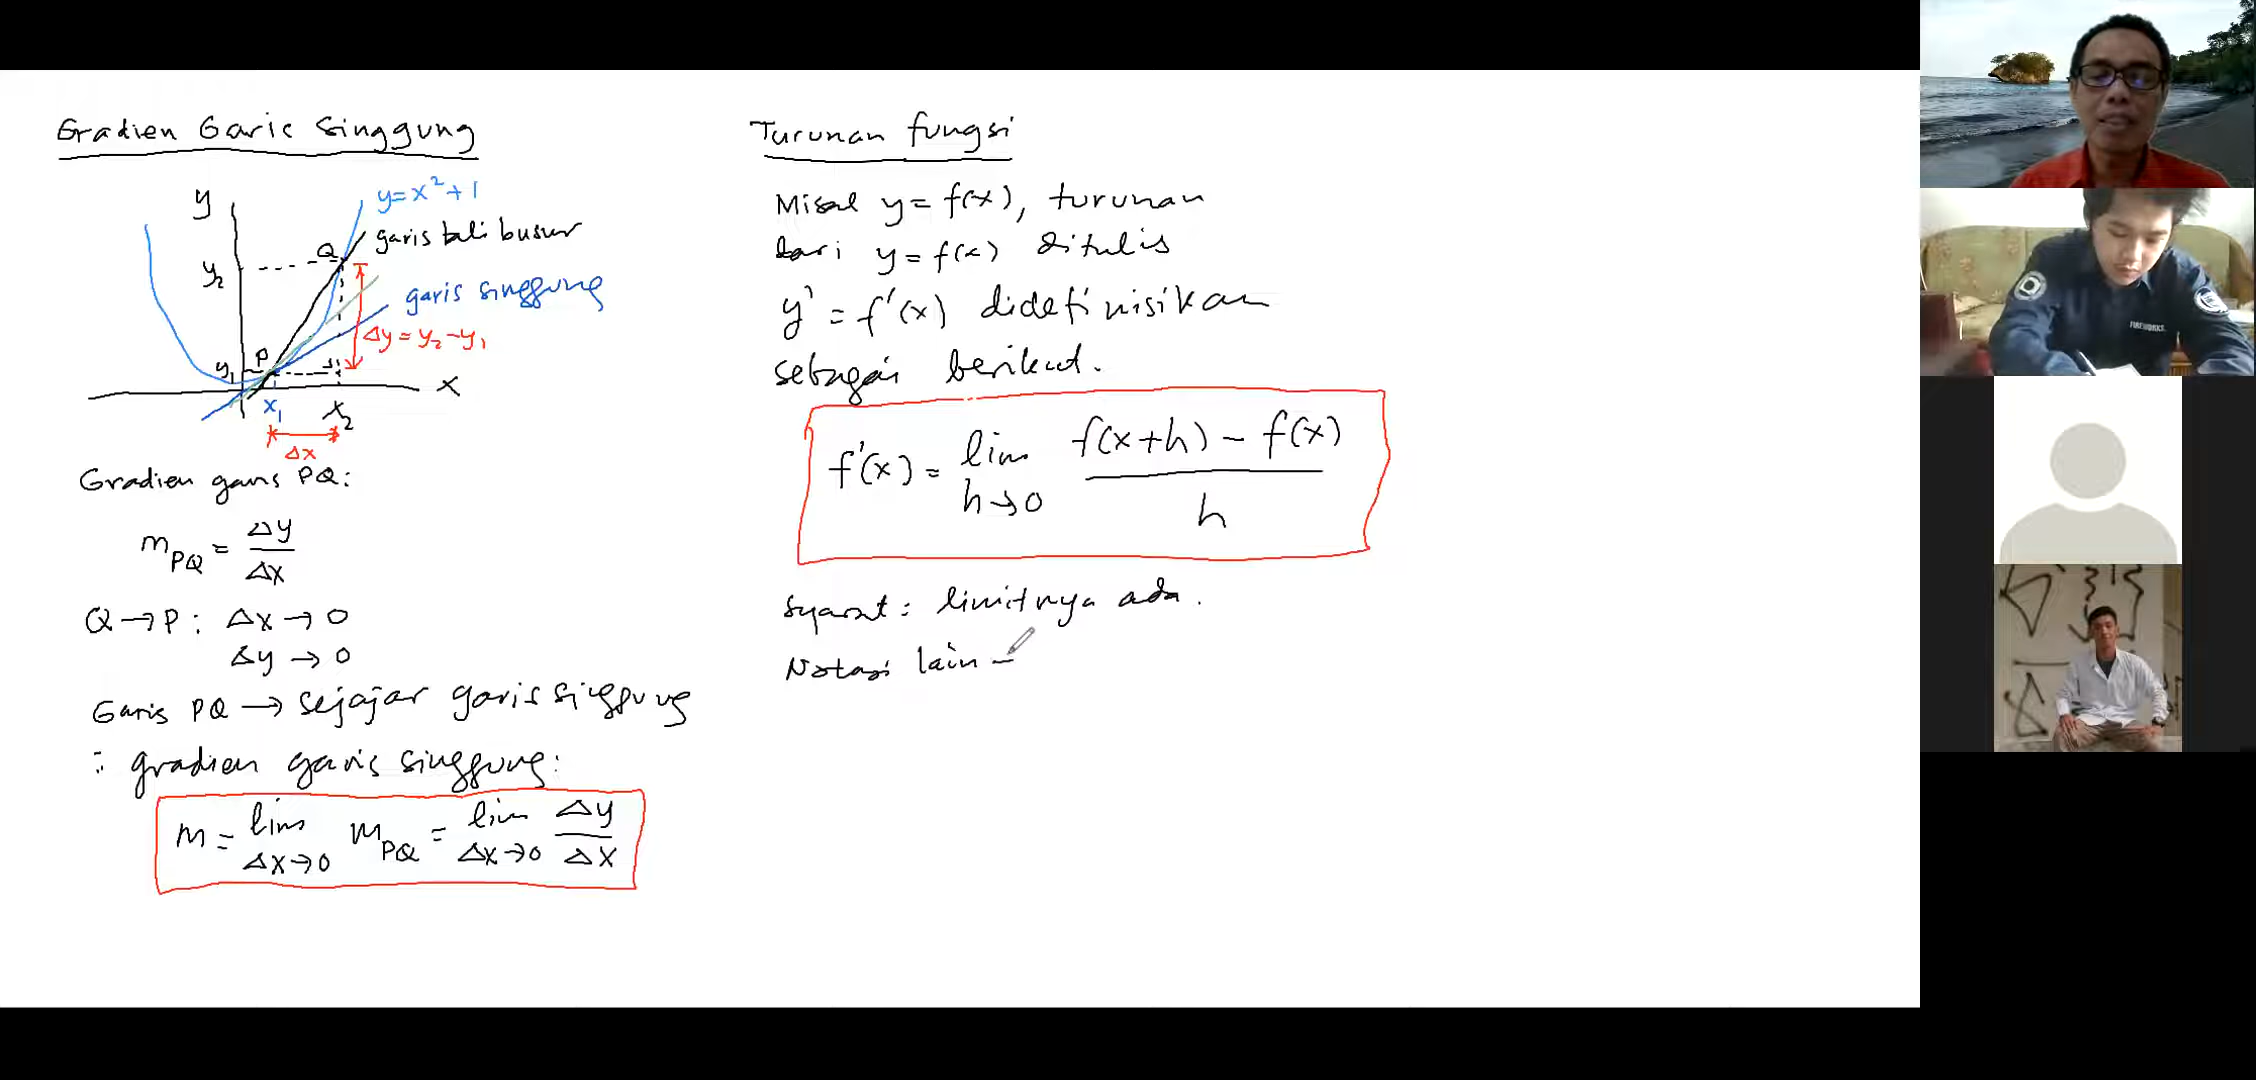 Gradien Garis Singgung
y
y = x² + 1
garis tali busur
Q
y₂
garis singgung
Δy = y₂ - y₁
P
y₁
x
x₁
x₂
Δx
Gradien garis PQ:
m_PQ = Δy/Δx
Q → P : Δx → 0
Δy → 0
Garis PQ → sejajar garis singgung
∴ gradien garis singgung:
m = lim Δx→0 m_PQ = lim Δx→0 Δy/Δx
Turunan fungsi
Misal y = f(x), turunan
dari y = f(x) ditulis
y' = f'(x) didefinisikan
sebagai berikut.
f'(x) = lim h→0 (f(x+h) - f(x))/h
Syarat : limitnya ada.
Notasi lain -